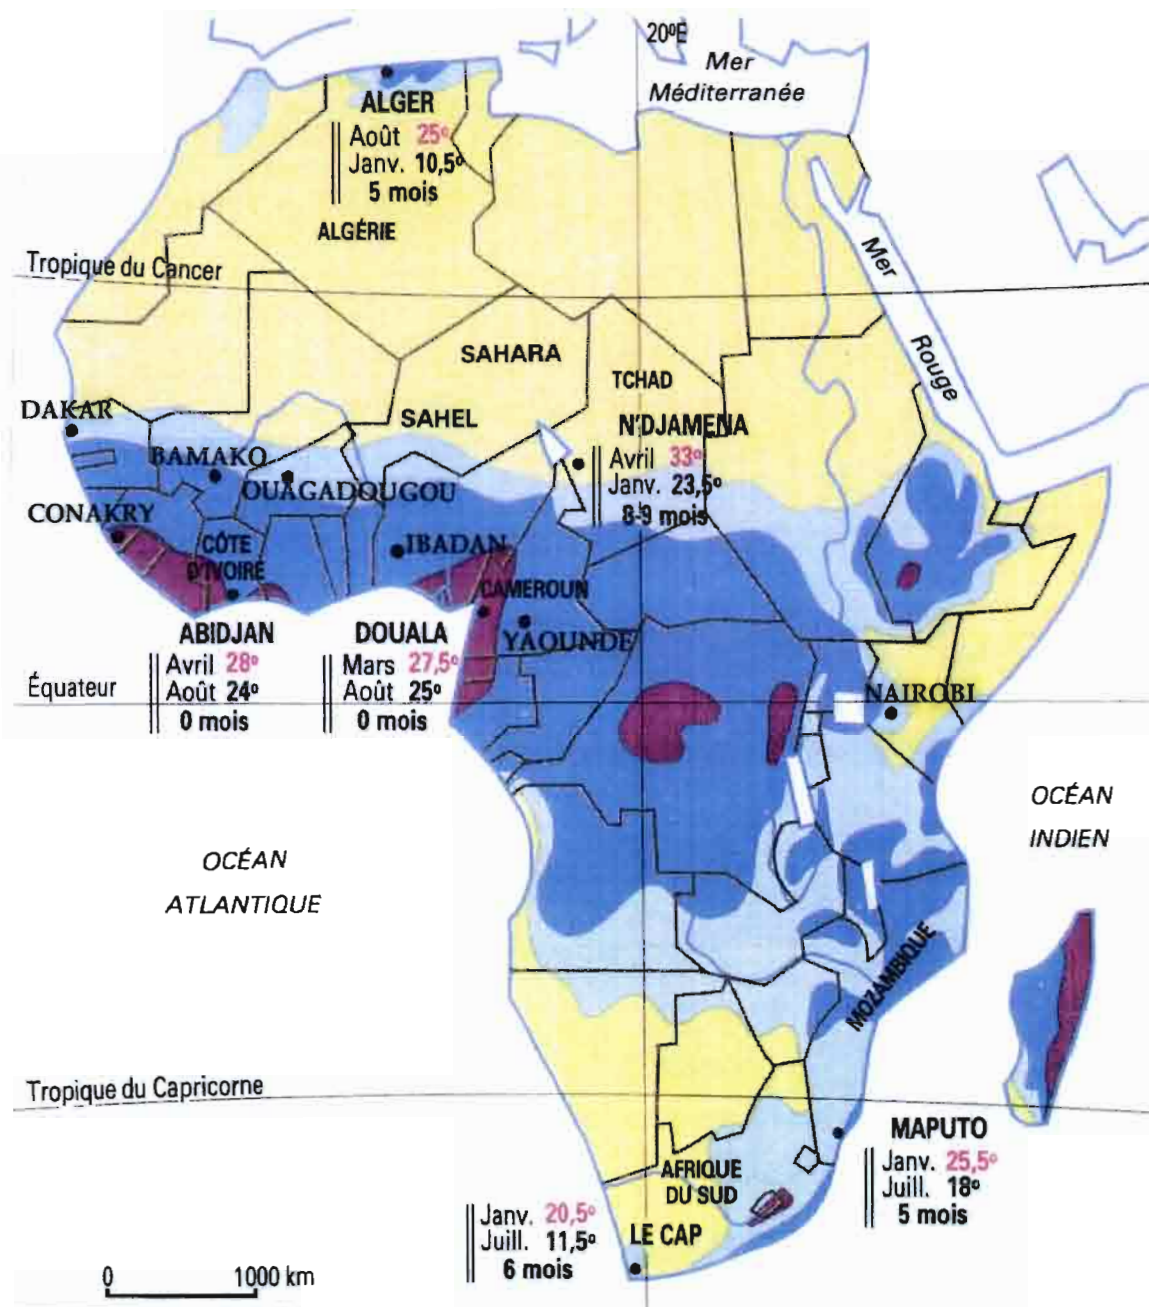 20°E
Mer
Méditerranée
ALGER
Août 25°
Janv. 10,5°
5 mois
ALGÉRIE
Tropique du Cancer
Mer
Rouge
SAHARA
TCHAD
DAKAR
SAHEL
N'DJAMENA
Avril 33°
Janv. 23,5°
8-9 mois
BAMAKO
OUAGADOUGOU
CONAKRY
CÔTE
D'IVOIRE
IBADAN
CAMEROUN
YAOUNDE
ABIDJAN
Avril 28°
Août 24°
0 mois
DOUALA
Mars 27,5°
Août 25°
0 mois
Équateur
NAIROBI
OCÉAN
INDIEN
OCÉAN
ATLANTIQUE
MOZAMBIQUE
Tropique du Capricorne
MAPUTO
Janv. 25,5°
Juill. 18°
5 mois
AFRIQUE
DU SUD
LE CAP
Janv. 20,5°
Juill. 11,5°
6 mois
0 1000 km